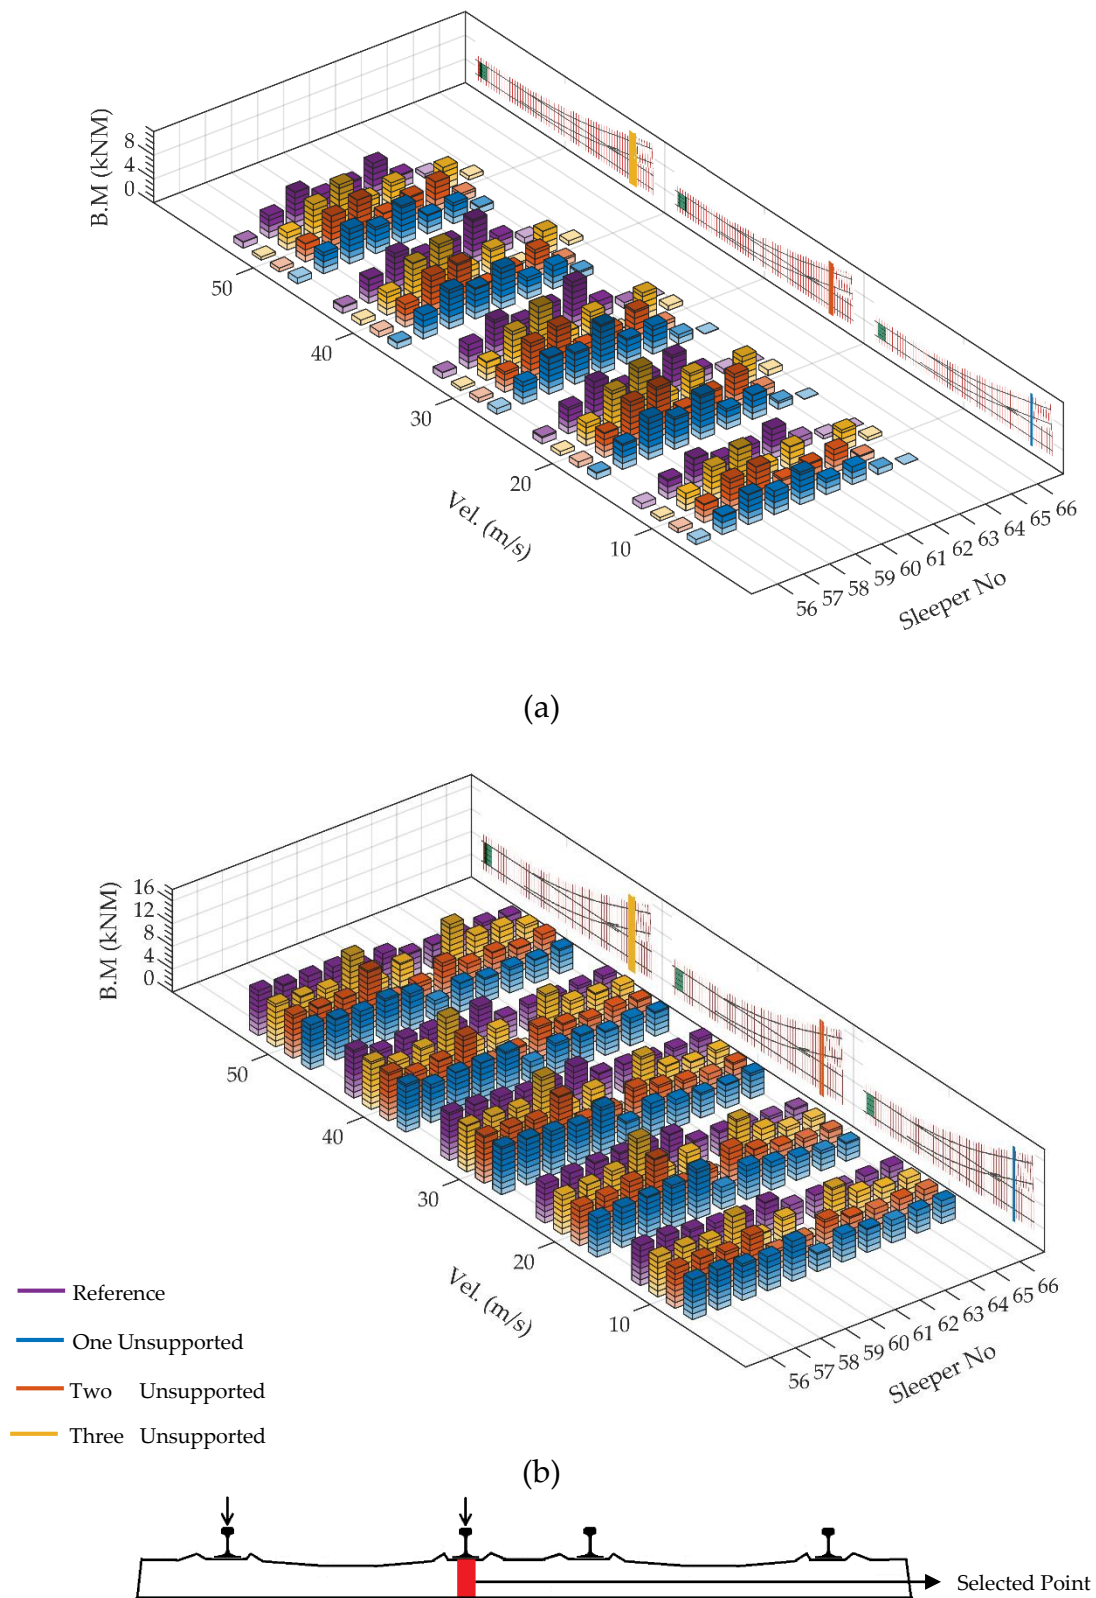 B.M (kNM)
8
4
0
50
40
30
20
10
Vel. (m/s)
56 57 58 59 60 61 62 63 64 65 66
Sleeper No
(a)
B.M (kNM)
16
12
8
4
0
50
40
30
20
10
Vel. (m/s)
56 57 58 59 60 61 62 63 64 65 66
Sleeper No
Reference
One Unsupported
Two Unsupported
Three Unsupported
(b)
Selected Point